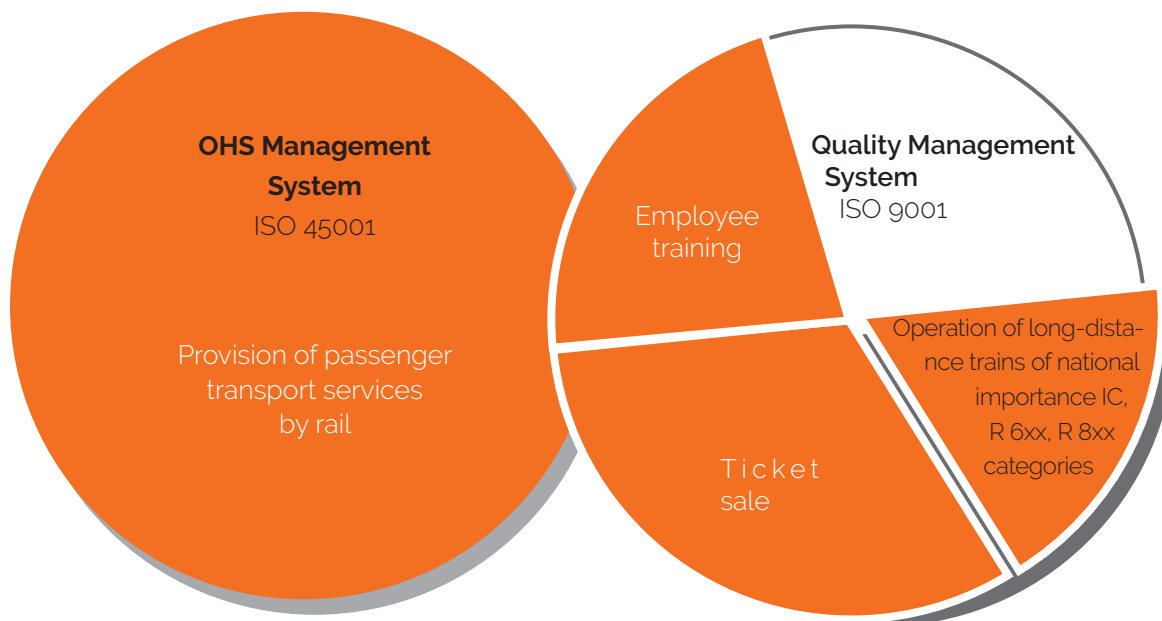 OHS Management
System
ISO 45001
Provision of passenger
transport services
by rail
Quality Management
System
ISO 9001
Employee
training
Operation of long-dista-
nce trains of national
importance IC,
R 6xx, R 8xx
categories
Ticket
sale